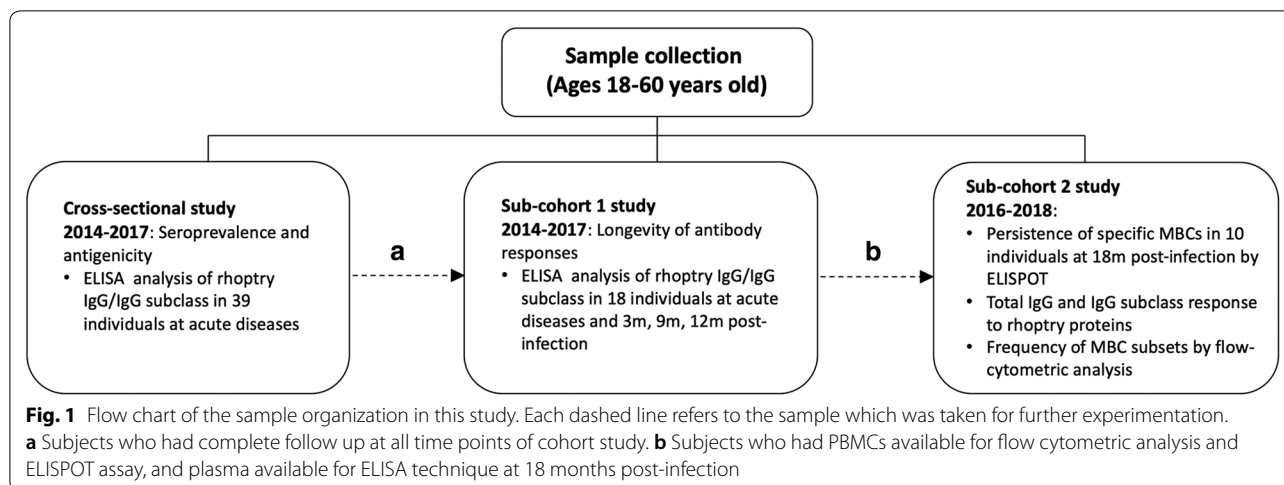 Sample collection
(Ages 18-60 years old)
Cross-sectional study
2014-2017: Seroprevalence and
antigenicity
• ELISA analysis of rhoptry
IgG/IgG subclass in 39
individuals at acute diseases
a
Sub-cohort 1 study
2014-2017: Longevity of antibody
responses
• ELISA analysis of rhoptry IgG/IgG
subclass in 18 individuals at acute
diseases and 3m, 9m, 12m post-
infection
b
Sub-cohort 2 study
2016-2018:
• Persistence of specific MBCs in 10
individuals at 18m post-infection by
ELISPOT
• Total IgG and IgG subclass response
to rhoptry proteins
• Frequency of MBC subsets by flow-
cytometric analysis
Fig. 1 Flow chart of the sample organization in this study. Each dashed line refers to the sample which was taken for further experimentation.
a Subjects who had complete follow up at all time points of cohort study. b Subjects who had PBMCs available for flow cytometric analysis and
ELISPOT assay, and plasma available for ELISA technique at 18 months post-infection